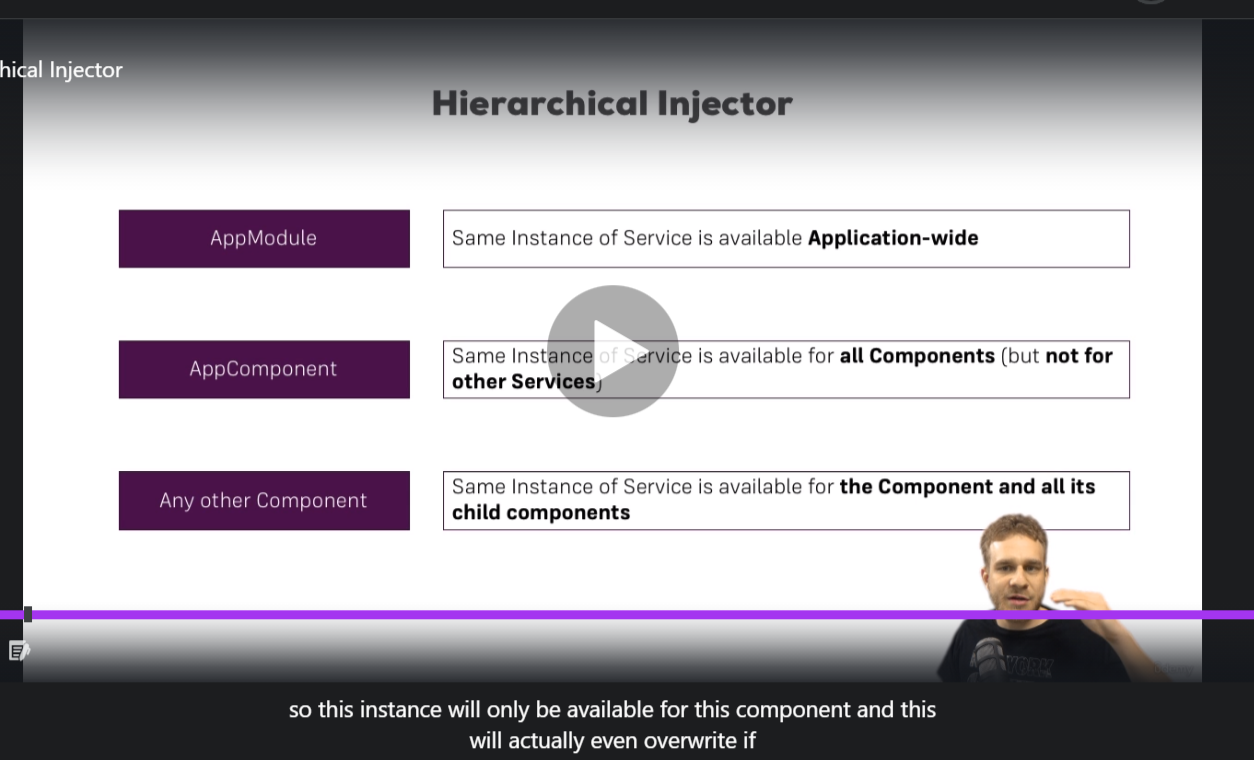 hical Injector
Hierarchical Injector
AppModule
Same Instance of Service is available Application-wide
AppComponent
Same Instance of Service is available for all Components (but not for
other Services)
Any other Component
Same Instance of Service is available for the Component and all its
child components
so this instance will only be available for this component and this
will actually even overwrite if